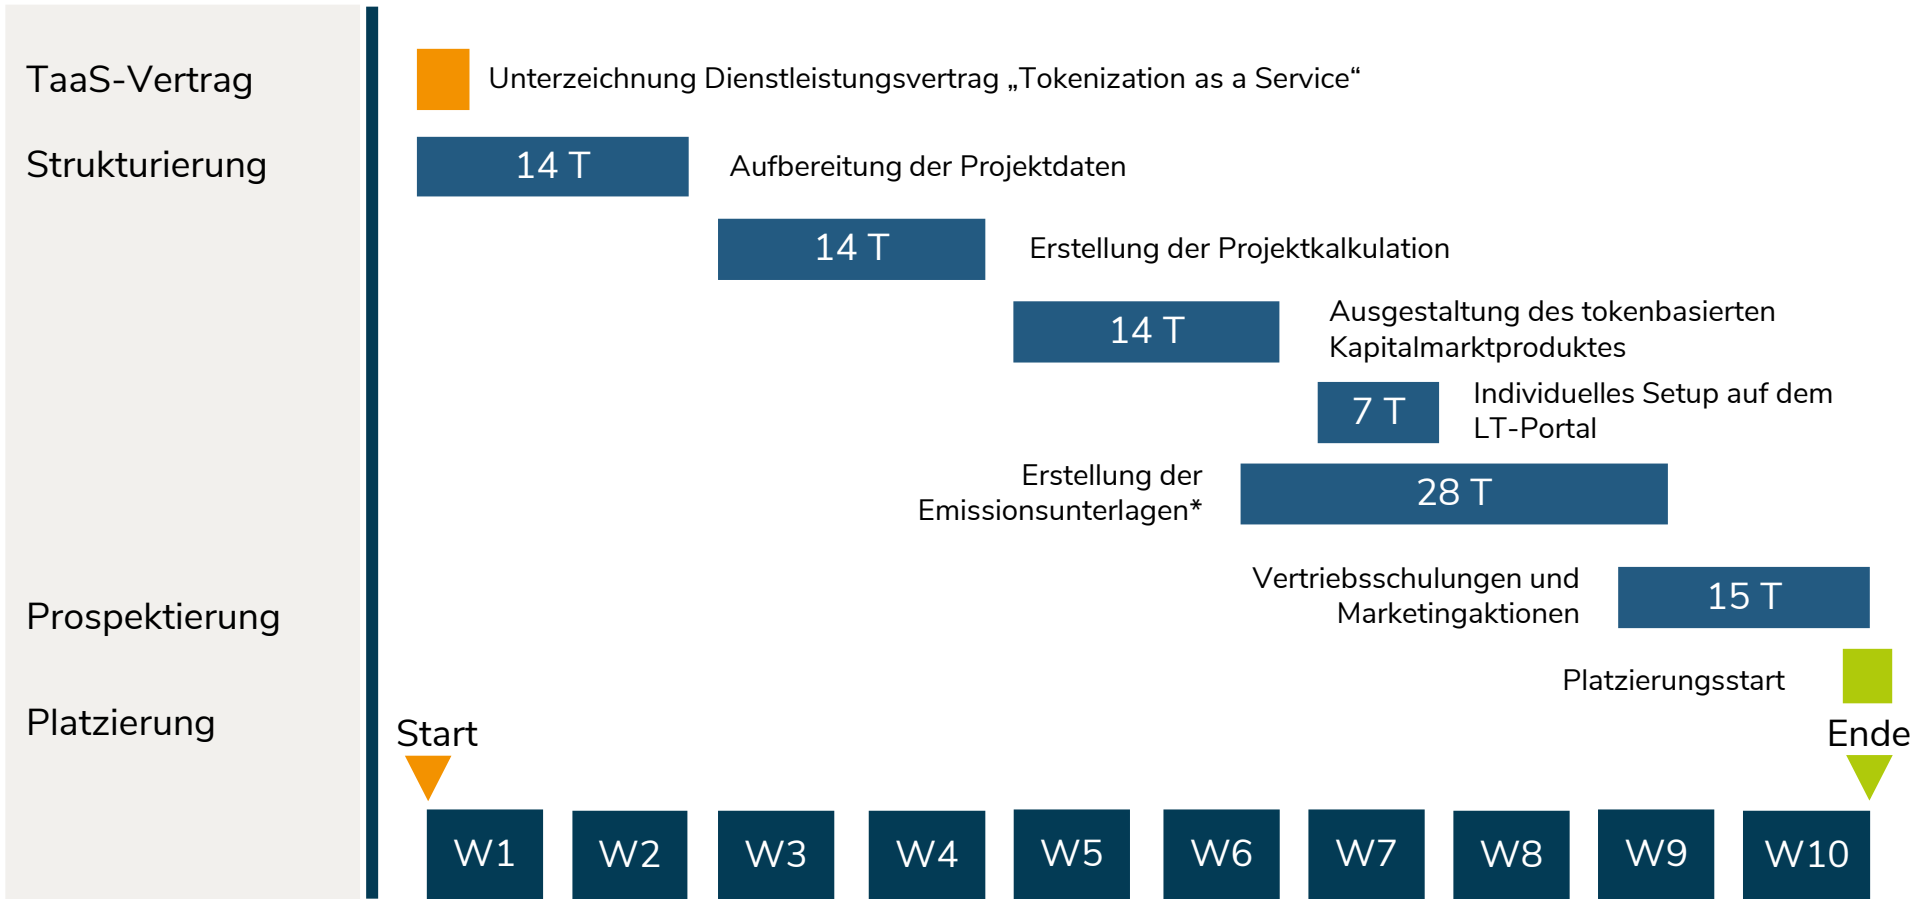 TaaS-Vertrag
Unterzeichnung Dienstleistungsvertrag „Tokenization as a Service“
Strukturierung
14 T
Aufbereitung der Projektdaten
14 T
Erstellung der Projektkalkulation
14 T
Ausgestaltung des tokenbasierten
Kapitalmarktproduktes
7 T
Individuelles Setup auf dem
LT-Portal
Erstellung der
Emissionsunterlagen*
28 T
Prospektierung
Vertriebsschulungen und
Marketingaktionen
15 T
Platzierungsstart
Platzierung
Start
Ende
W1
W2
W3
W4
W5
W6
W7
W8
W9
W10